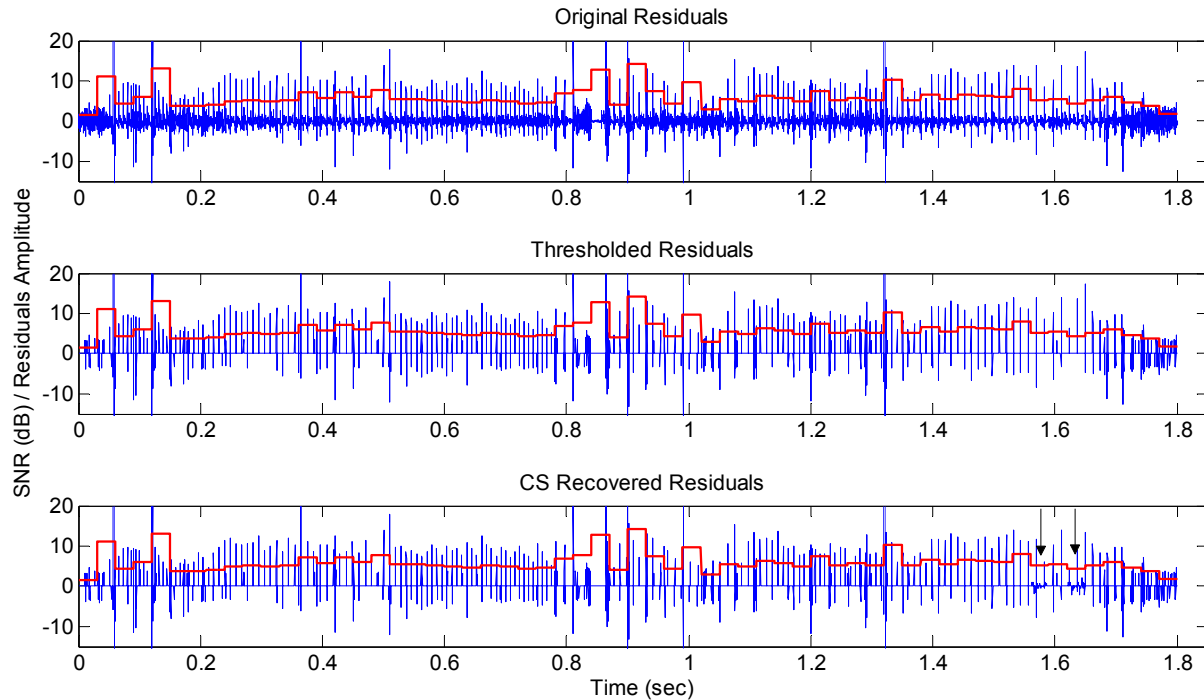 Original Residuals
20
10
0
-10
0 0.2 0.4 0.6 0.8 1 1.2 1.4 1.6 1.8
Thresholded Residuals
SNR (dB) / Residuals Amplitude
20
10
0
-10
0 0.2 0.4 0.6 0.8 1 1.2 1.4 1.6 1.8
CS Recovered Residuals
20
10
0
-10
0 0.2 0.4 0.6 0.8 1 1.2 1.4 1.6 1.8
Time (sec)